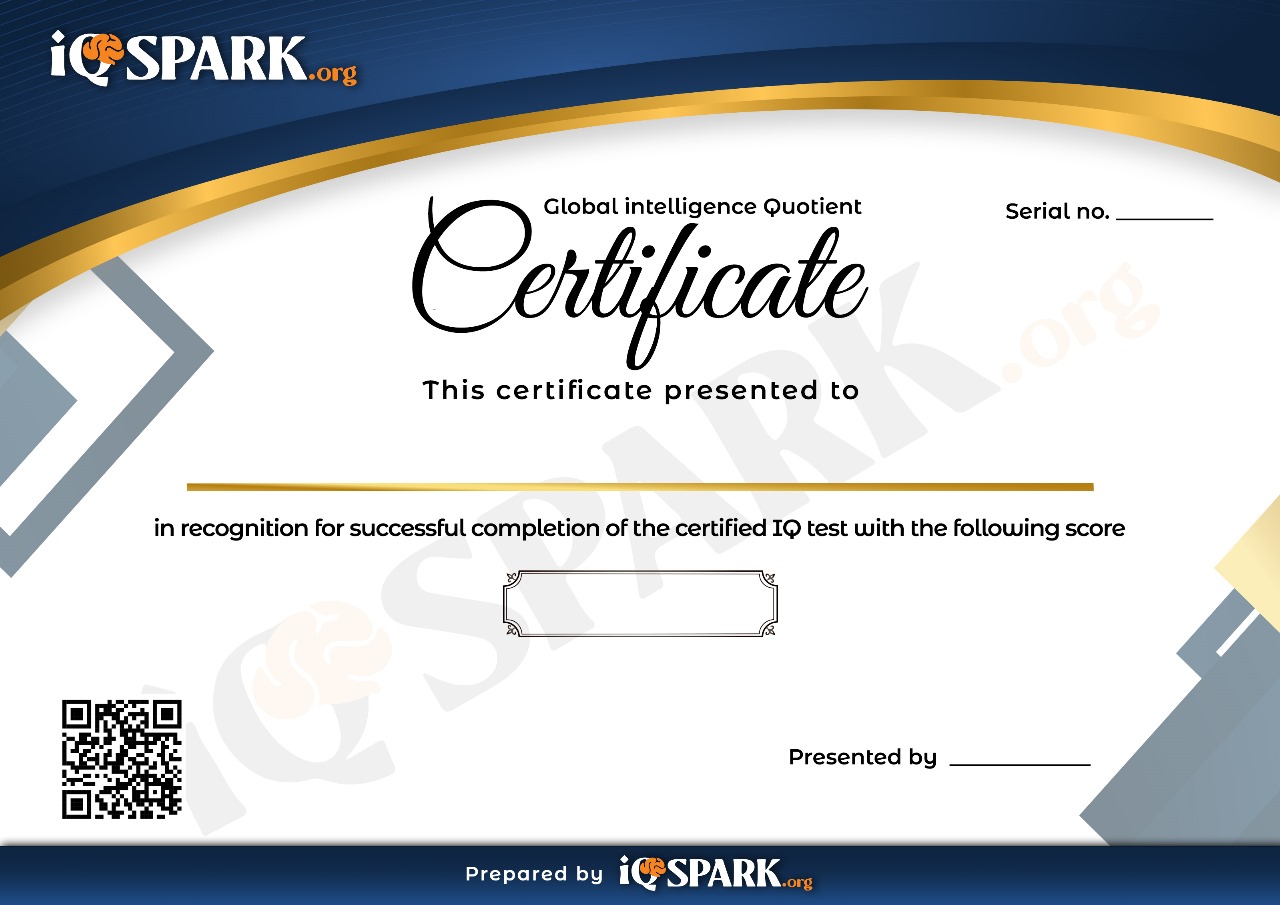 iQSPARK.org
Global intelligence Quotient
Serial no. _________
Certificate
This certificate presented to
in recognition for successful completion of the certified IQ test with the following score
iQSPARK.org
Presented by ____________
Prepared by iQSPARK.org